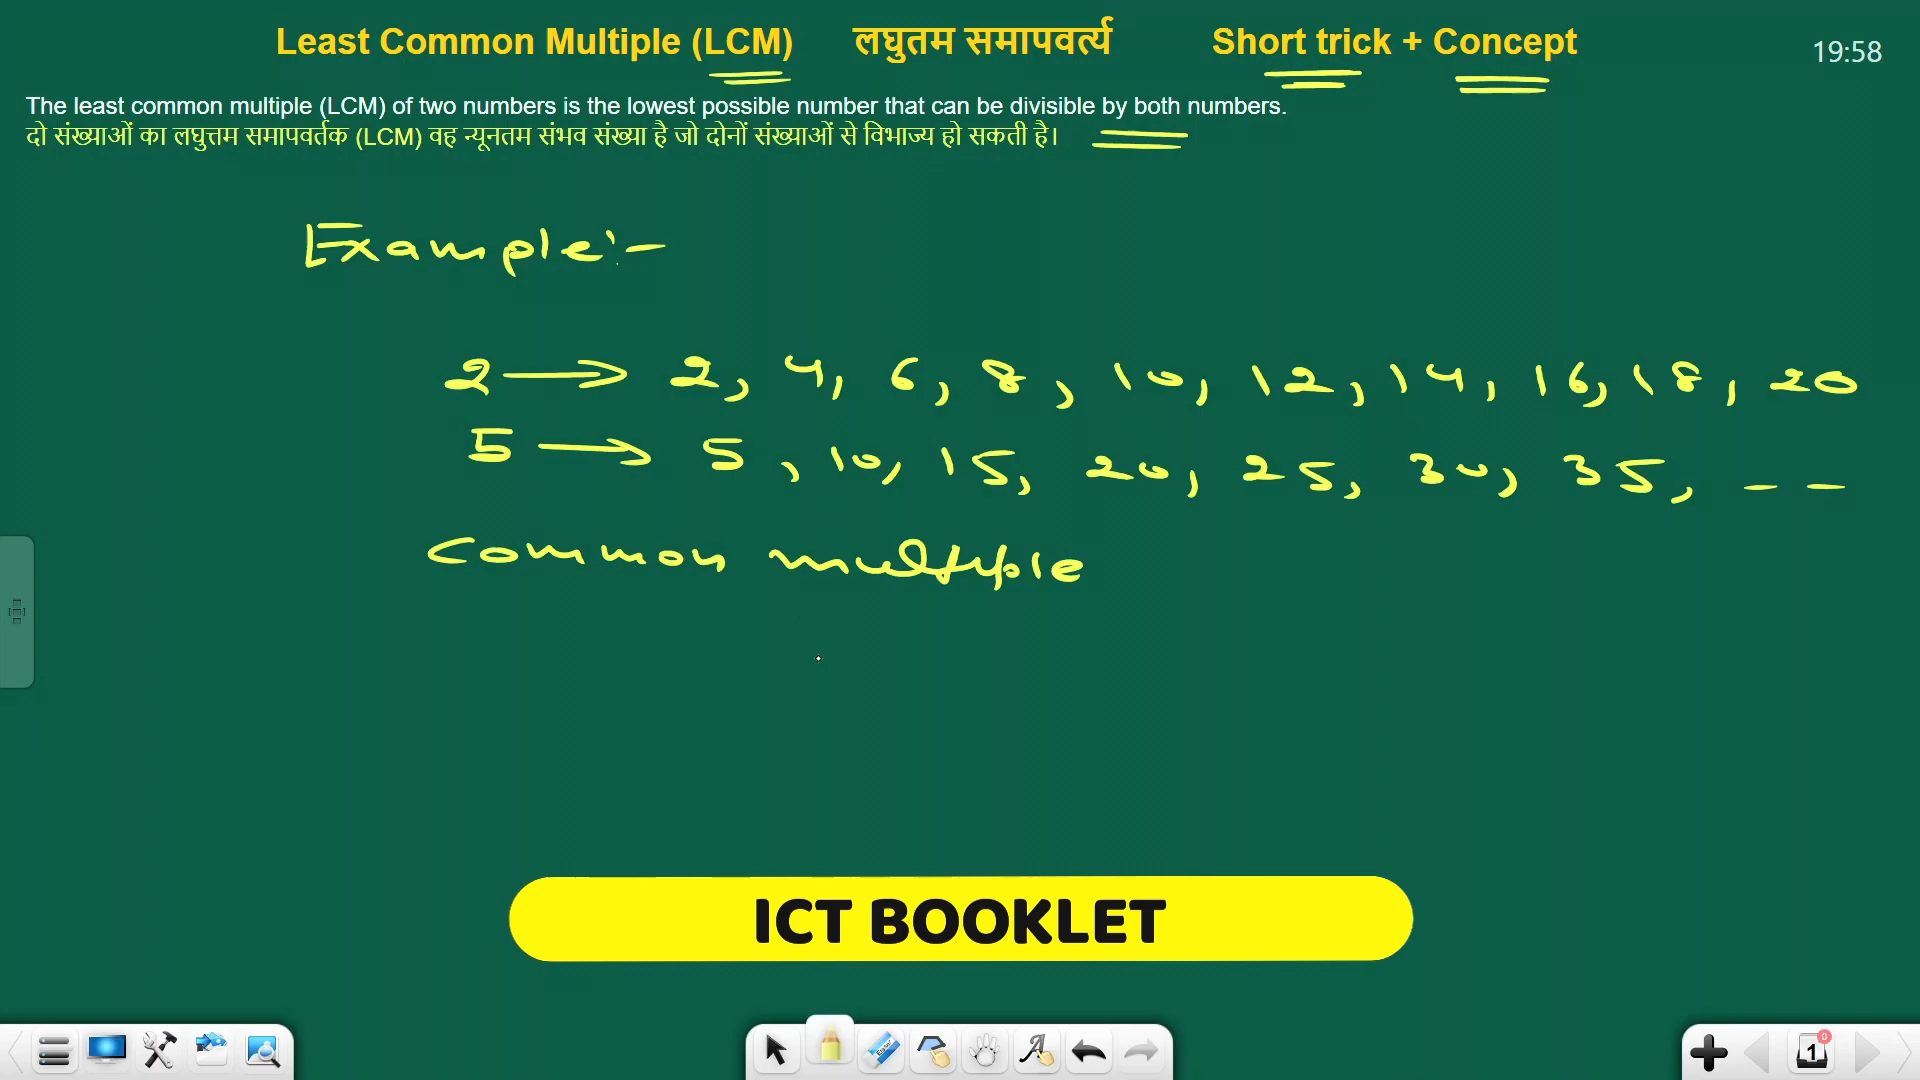 Least Common Multiple (LCM) लघुतम समापवर्त्य Short trick + Concept
19:58
The least common multiple (LCM) of two numbers is the lowest possible number that can be divisible by both numbers.
दो संख्याओं का लघुत्तम समापवर्तक (LCM) वह न्यूनतम संभव संख्या है जो दोनों संख्याओं से विभाज्य हो सकती है।
Example:-
2 → 2, 4, 6, 8, 10, 12, 14, 16, 18, 20
5 → 5, 10, 15, 20, 25, 30, 35, - -
Common multiple
ICT BOOKLET
1
0